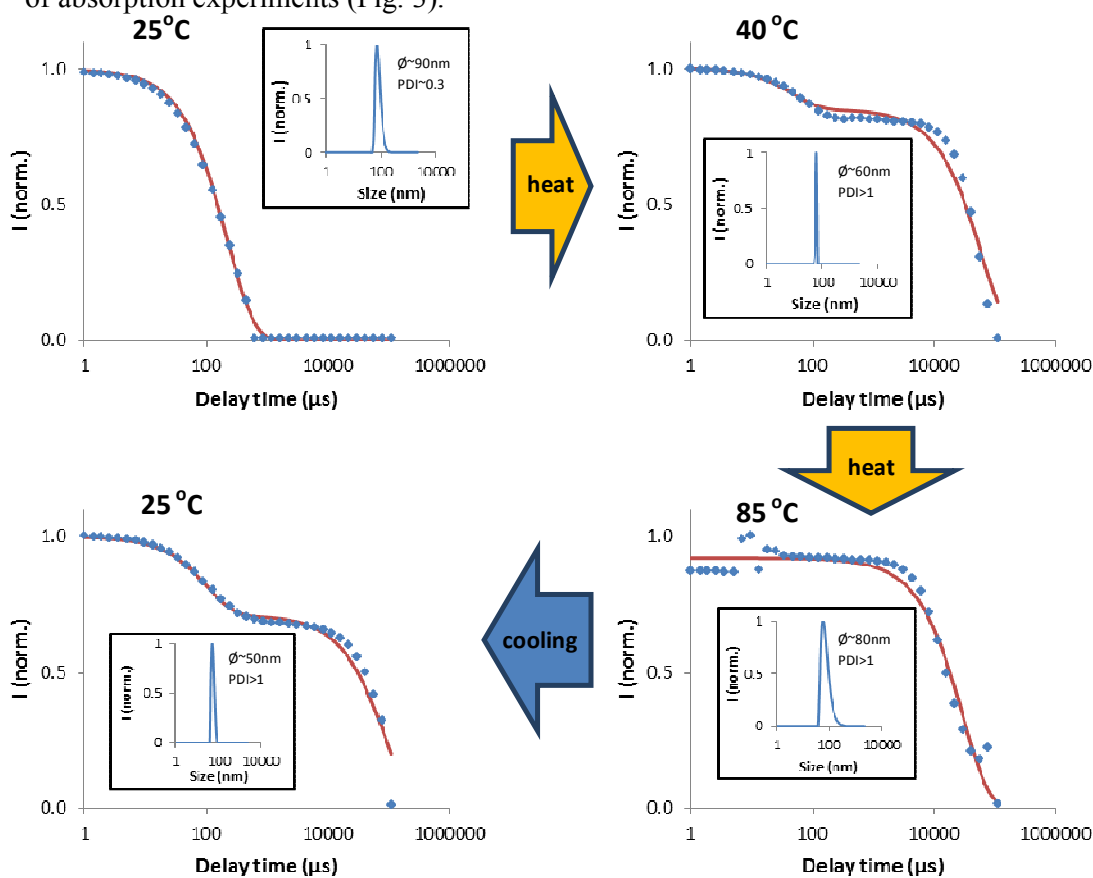 of absorption experiments (Fig. 3).
25°C
I (norm.)
1.0
0.5
0.0
1 100 10000 1000000
Delay time (µs)
I (norm.)
1
0.5
0
1 100 10000
Size (nm)
Ø~90nm
PDI~0.3
heat
40 °C
I (norm.)
1.0
0.5
0.0
1 100 10000 1000000
Delay time (µs)
I (norm.)
1
0.5
0
1 100 10000
Size (nm)
Ø~60nm
PDI>1
heat
25 °C
I (norm.)
1.0
0.5
0.0
1 100 10000 1000000
Delay time (µs)
I (norm.)
1
0.5
0
1 100 10000
Size (nm)
Ø~50nm
PDI>1
cooling
85 °C
I (norm.)
1.0
0.5
0.0
1 100 10000 1000000
Delay time (µs)
I (norm.)
1
0.5
0
1 100 10000
Size (nm)
Ø~80nm
PDI>1